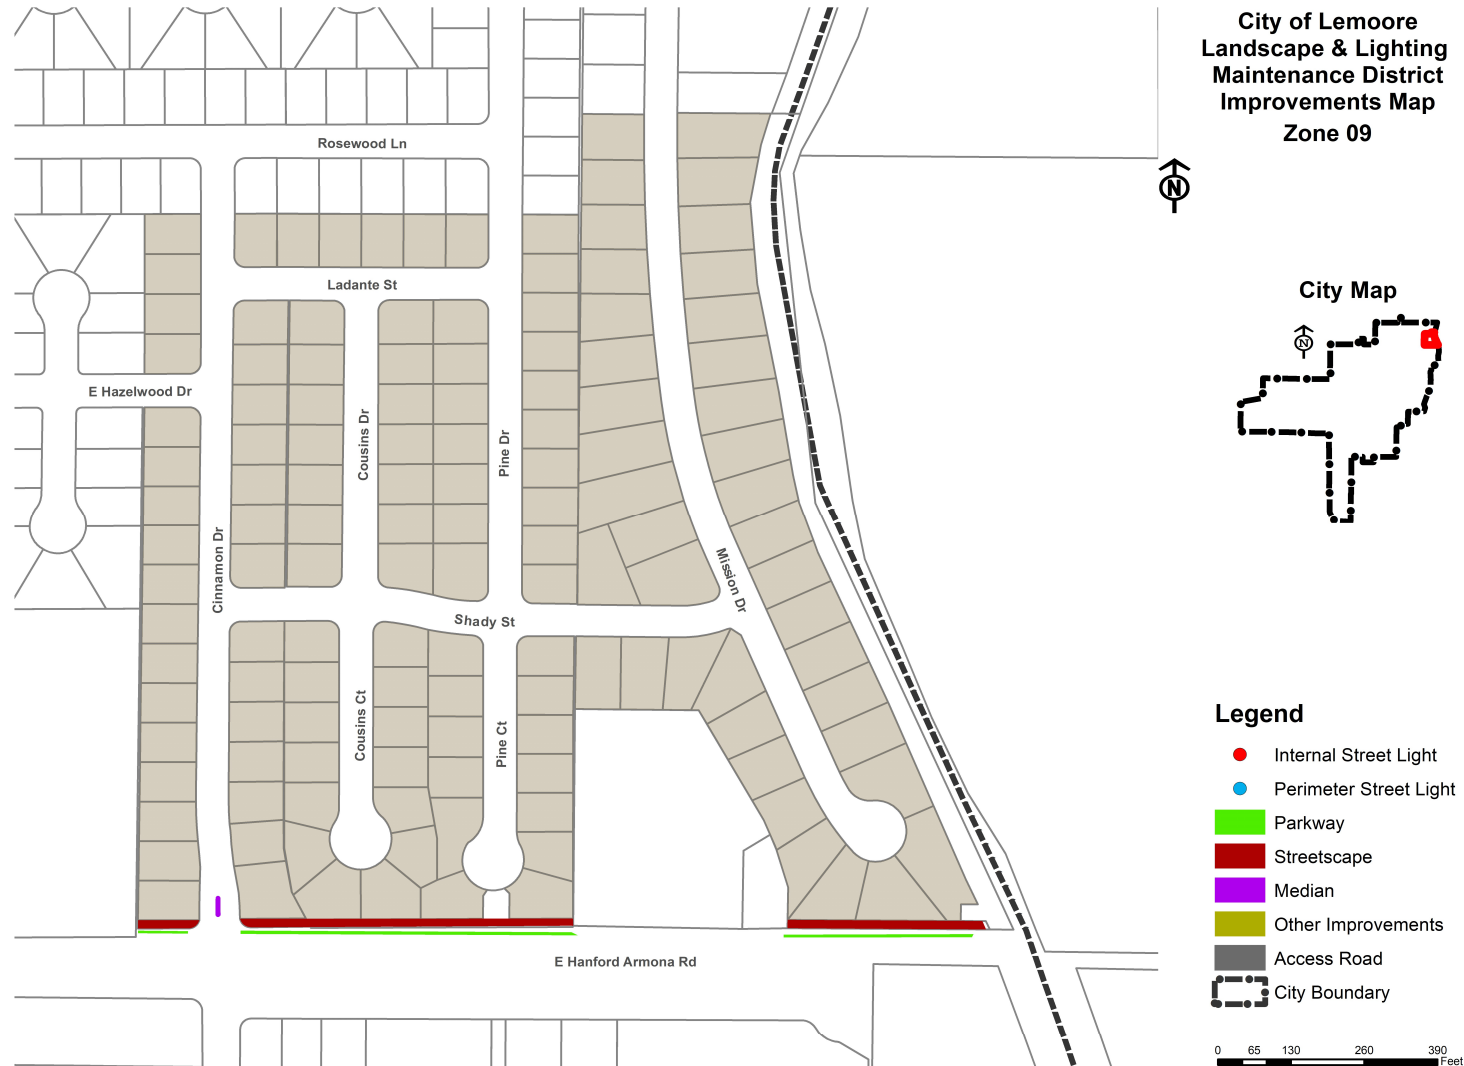 City of Lemoore
Landscape & Lighting
Maintenance District
Improvements Map
Zone 09
N
Rosewood Ln
Ladante St
City Map
N
E Hazelwood Dr
Cousins Dr
Pine Dr
Cinnamon Dr
Mission Dr
Shady St
Cousins Ct
Pine Ct
Legend
Internal Street Light
Perimeter Street Light
Parkway
Streetscape
Median
Other Improvements
Access Road
City Boundary
E Hanford Armona Rd
0 65 130 260 390
Feet